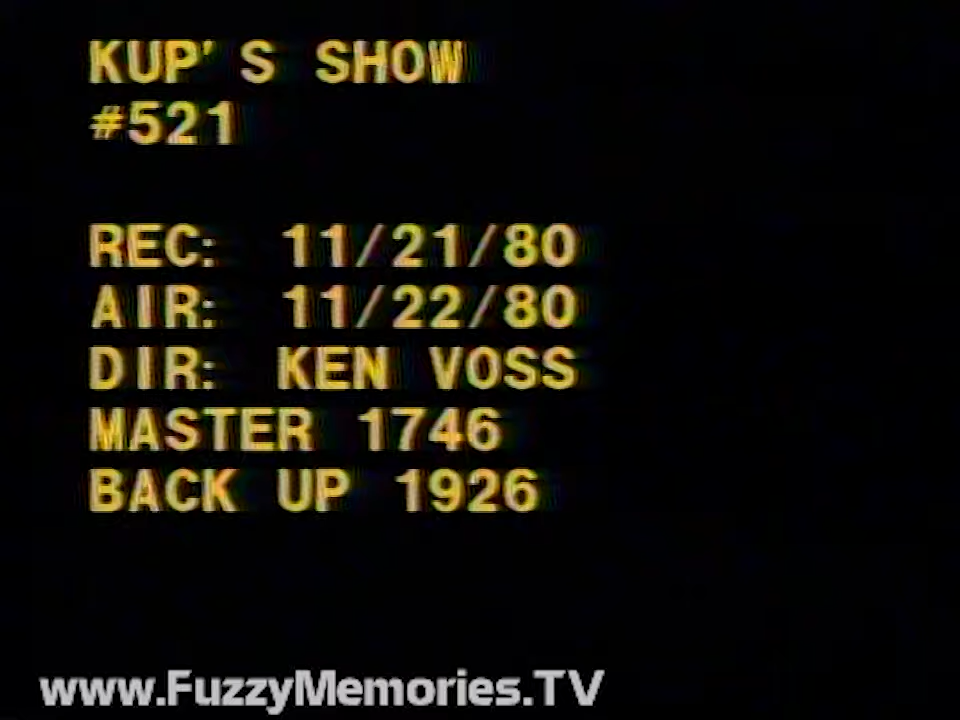 KUP'S SHOW
#521
REC: 11/21/80
AIR: 11/22/80
DIR: KEN VOSS
MASTER 1746
BACK UP 1926
www.FuzzyMemories.TV